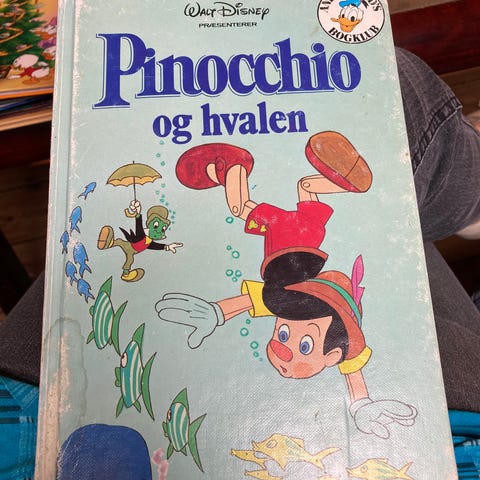 Walt Disney
PRÆSENTERER
Pinocchio
og hvalen
BOGKLUB